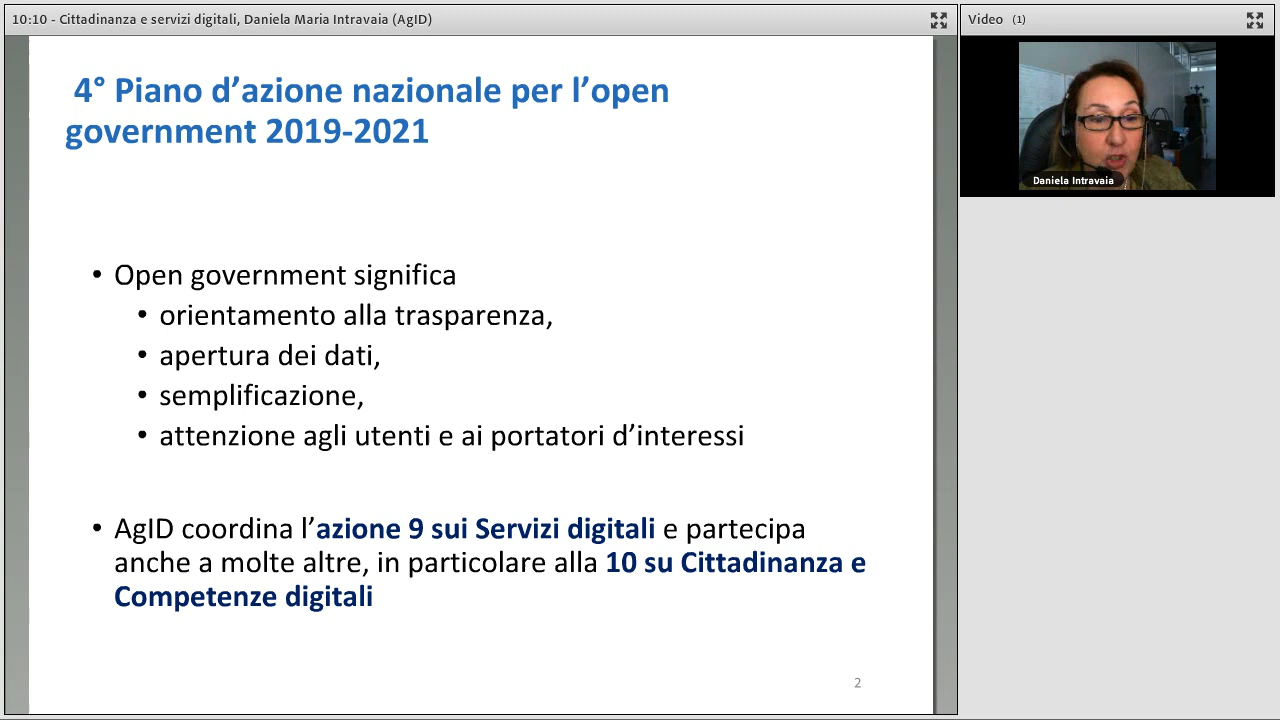 10:10 - Cittadinanza e servizi digitali, Daniela Maria Intravaia (AgID)
Video (1)
4° Piano d’azione nazionale per l’open
government 2019-2021
Daniela Intravaia
• Open government significa
• orientamento alla trasparenza,
• apertura dei dati,
• semplificazione,
• attenzione agli utenti e ai portatori d’interessi
• AgID coordina l’azione 9 sui Servizi digitali e partecipa
anche a molte altre, in particolare alla 10 su Cittadinanza e
Competenze digitali
2